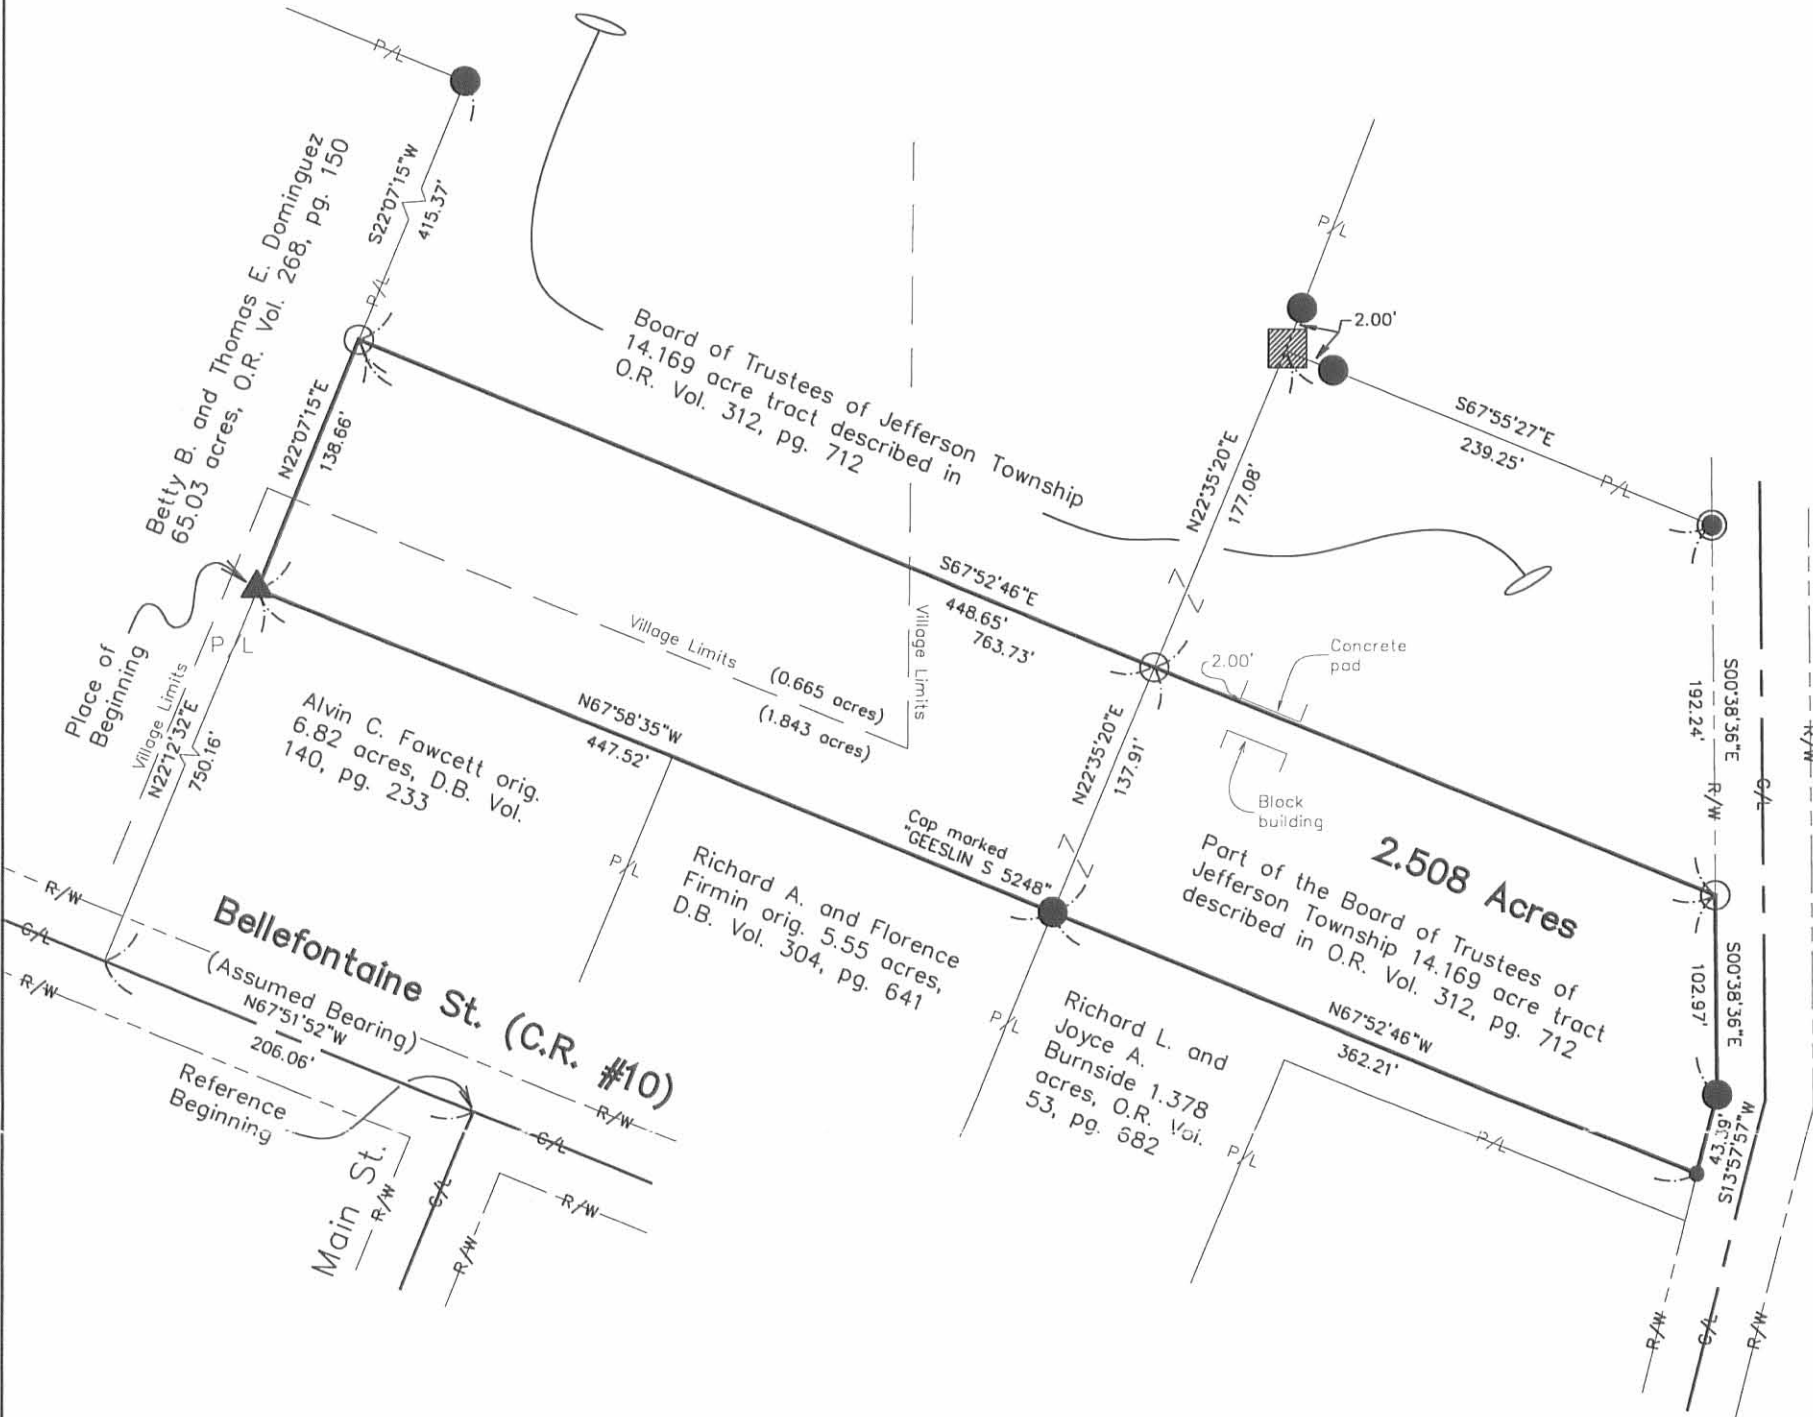 P/L
S22°07'15"W
415.37'
P/L
Betty B. and Thomas E. Dominguez
65.03 acres, O.R. Vol. 268, pg. 150
N22°07'15"E
138.66'
Board of Trustees of Jefferson Township
14.169 acre tract described in
O.R. Vol. 312, pg. 712
P/L
2.00'
S67°55'27"E
239.25'
P/L
N22°35'20"E
177.08'
S67°52'46"E
448.65'
763.73'
Village Limits
Village Limits
(0.665 acres)
(1.843 acres)
2.00'
Concrete
pad
Block
building
S00°38'36"E
192.24'
R/W
C/L
R/W
Place of
Beginning
P/L
Village Limits
N22°12'32"E
750.16'
Alvin C. Fawcett orig.
6.82 acres, D.B. Vol.
140, pg. 233
N67°58'35"W
447.52'
P/L
N22°35'20"E
137.91'
Cap marked
"GEESLIN S 5248"
2.508 Acres
Part of the Board of Trustees of
Jefferson Township 14.169 acre tract
described in O.R. Vol. 312, pg. 712
S00°38'36"E
102.97'
Richard A. and Florence
Firmin orig. 5.55 acres,
D.B. Vol. 304, pg. 641
P/L
Richard L. and
Joyce A.
Burnside 1.378
acres, O.R. Vol.
53, pg. 682
N67°52'46"W
362.21'
P/L
P/L
43.39'
S13°57'57"W
R/W
C/L
R/W
Bellefontaine St. (C.R. #10)
(Assumed Bearing)
N67°51'52"W
206.06'
Reference
Beginning
R/W
C/L
Main St.
R/W
C/L
R/W
R/W
R/W
C/L
R/W